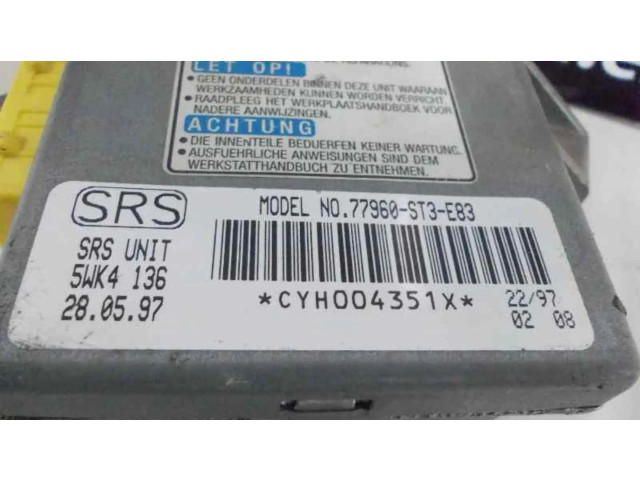 LET OP!
• GEEN ONDERDELEN BINNEN DEZE UNIT WAARAAN
WERKZAAMHEDEN KUNNEN WORDEN VERRICHT.
• RAADPLEEG HET WERKPLAATSHANDBOEK VOOR
NADERE AANWIJZINGEN.
ACHTUNG
• DIE INNENTEILE BEDUERFEN KEINER WARTUNG.
• AUSFUEHRLICHE ANWEISUNGEN SIND DEM
WERKSTATTHANDBUCH ZU ENTNEHMEN.
SRS
MODEL NO.77960-ST3-E83
SRS UNIT
5WK4 136
28.05.97
*CYH004351X*
22/97
02 08